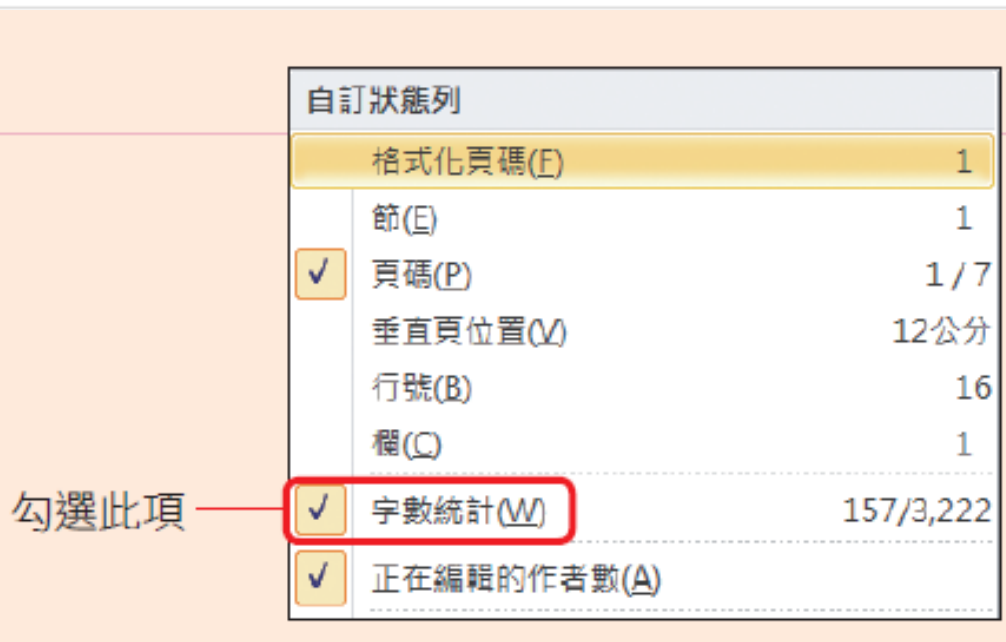 自訂狀態列
格式化頁碼(F) 1
節(E) 1
頁碼(P) 1 / 7
垂直頁位置(V) 12公分
行號(B) 16
欄(C) 1
勾選此項 字數統計(W) 157/3,222
正在編輯的作者數(A)